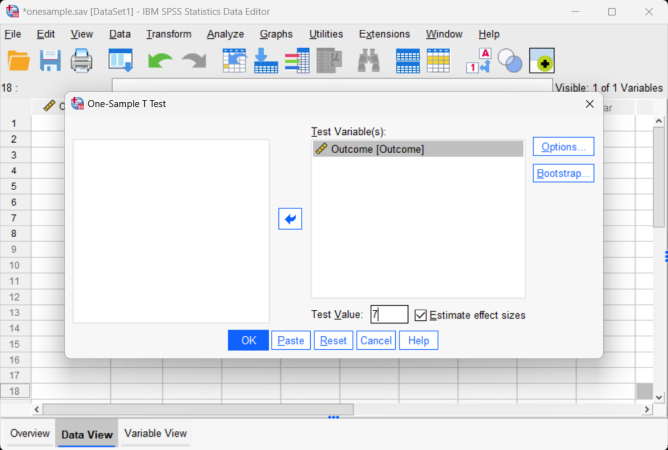 *onesample.sav [DataSet1] - IBM SPSS Statistics Data Editor
File Edit View Data Transform Analyze Graphs Utilities Extensions Window Help
1 A
18 :
Visible: 1 of 1 Variables
One-Sample T Test
Test Variable(s):
Outcome [Outcome]
Options...
Bootstrap...
Test Value: 7 Estimate effect sizes
OK Paste Reset Cancel Help
O
ar
1
2
3
4
5
6
7
8
9
10
11
12
13
14
15
16
17
18
Overview Data View Variable View